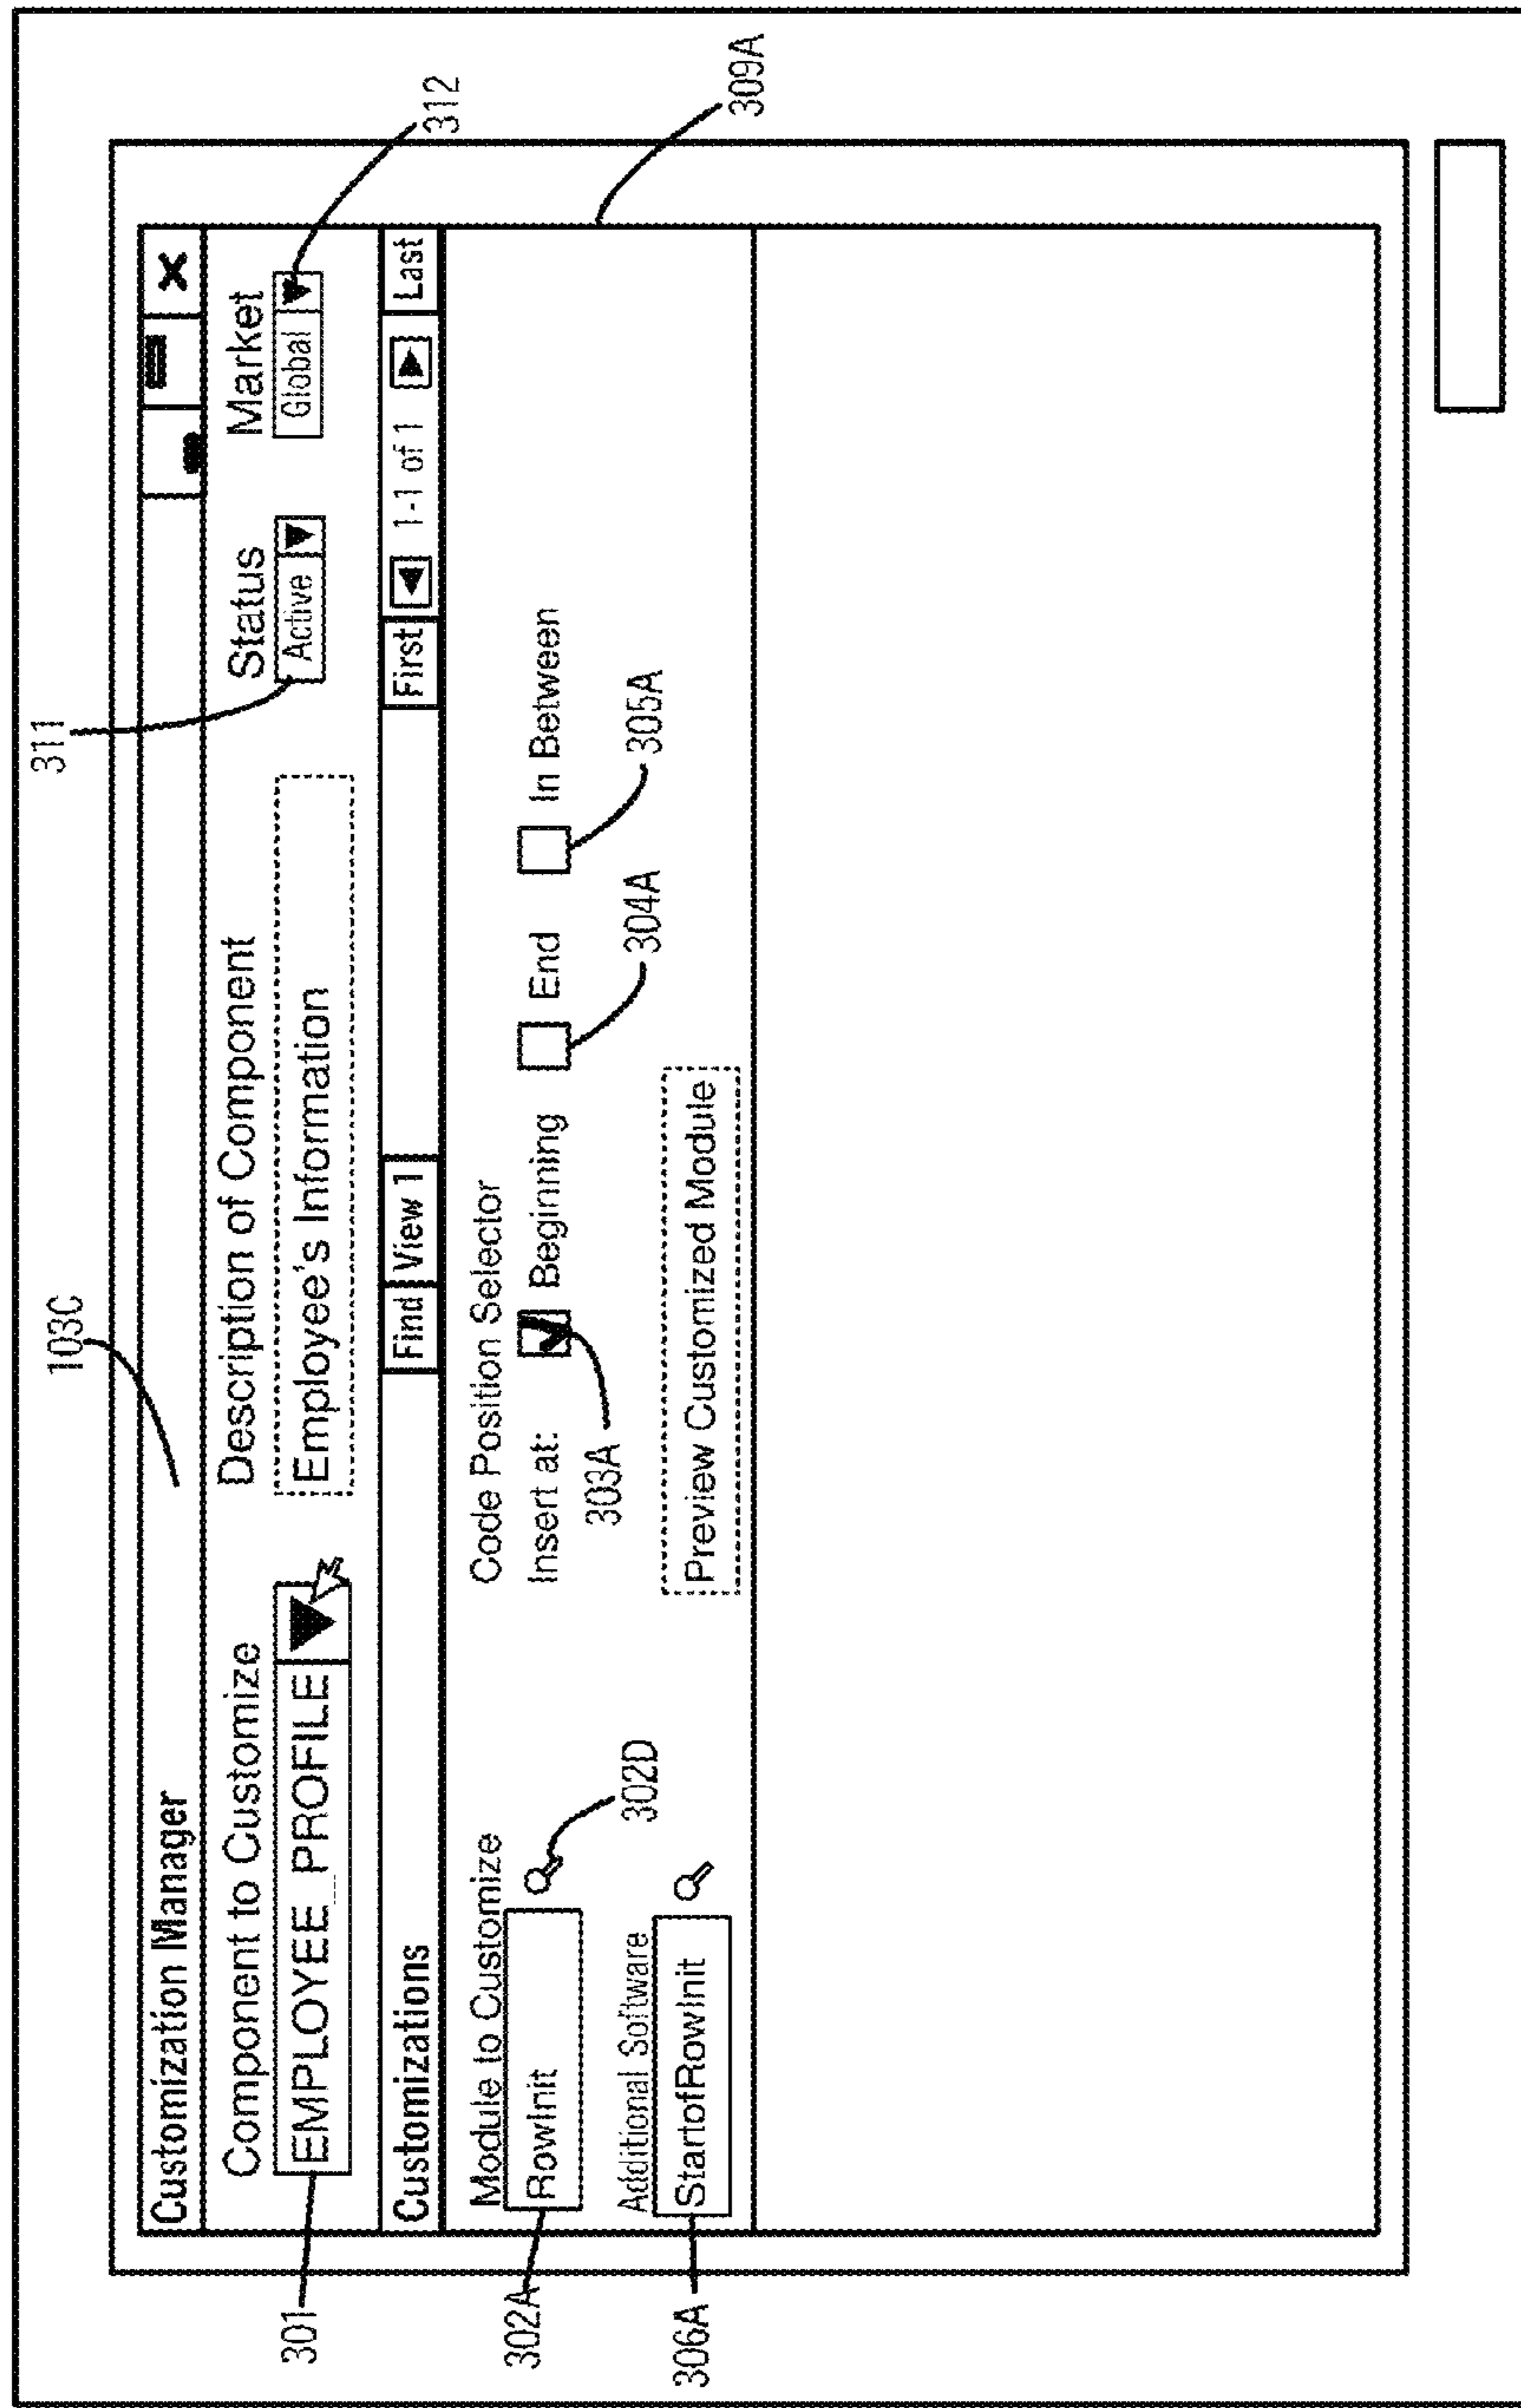 103C
311
312
Customization Manager
Component to Customize Description of Component Status Market
301 EMPLOYEE_PROFILE Employee's Information Active Global
Customizations Find View 1 First 1-1 of 1 Last
Module to Customize Code Position Selector
302A RowInit 302D Insert at: Beginning End In Between
303A 304A 305A
309A
Additional Software
306A StartofRowInit Preview Customized Module